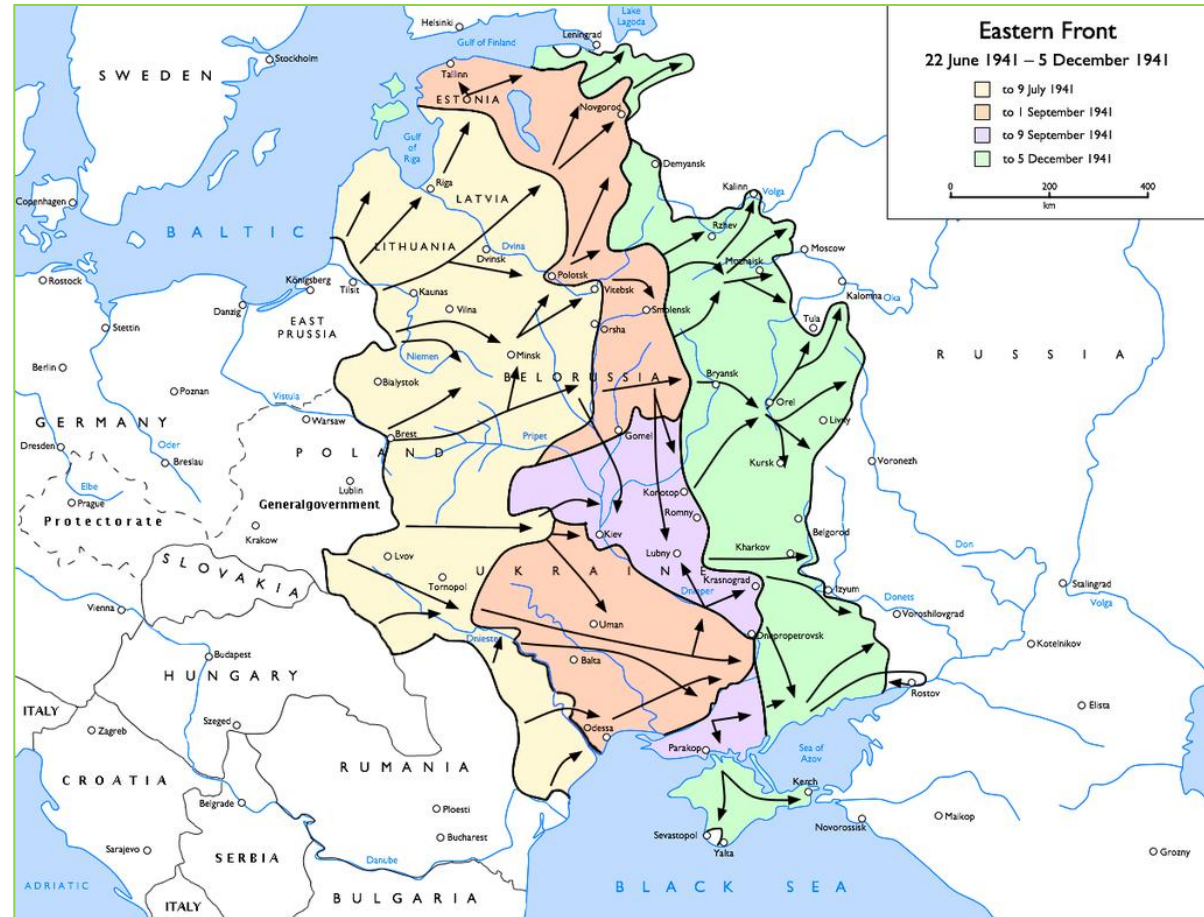 Eastern Front
22 June 1941 – 5 December 1941
to 9 July 1941
to 1 September 1941
to 9 September 1941
to 5 December 1941
0 200 400
km
Helsinki
Lake
Lagoda
Leningrad
Gulf of Finland
Stockholm
SWEDEN
Tallinn
ESTONIA
Novgorod
Gulf
of
Riga
Demyansk
Riga
LATVIA
Kalinn
Volga
Copenhagen
BALTIC
Rzhev
LITHUANIA
Dvina
Dvinsk
Moscow
Mozhaisk
Rostock
Königsberg
Tilsit
Polotsk
Vitebsk
Kaunas
Kalomna
Oka
Danzig
Vilna
Smolensk
EAST
PRUSSIA
Stettin
Orsha
Tula
Niemen
Minsk
RUSSIA
Berlin
Bialystok
BELORUSSIA
Bryansk
Poznan
Vistula
Orel
GERMANY
Warsaw
Livny
Dresden
Oder
Brest
Pripet
Gomel
POLAND
Breslau
Kursk
Voronezh
Elbe
Lublin
Konotop
Prague
Generalgovernment
Romny
Protectorate
Belgorod
Krakow
Kiev
Don
Lvov
Lubny
Kharkov
SLOVAKIA
UKRAINE
Tornopol
Krasnograd
Stalingrad
Volga
Vienna
Dnieper
Izyum
Donets
Voroshilovgrad
Uman
Dniester
Dnepropetrovsk
Kotelnikov
Budapest
Balta
HUNGARY
Rostov
ITALY
Elista
Szeged
Odessa
Zagreb
Parakop
Sea of
Azov
RUMANIA
CROATIA
Kerch
Belgrade
Ploesti
Maikop
Novorossisk
Bucharest
Sevastopol
Sarajevo
Yalta
SERBIA
Grozny
Danube
ADRIATIC
BLACK SEA
BULGARIA
ITALY